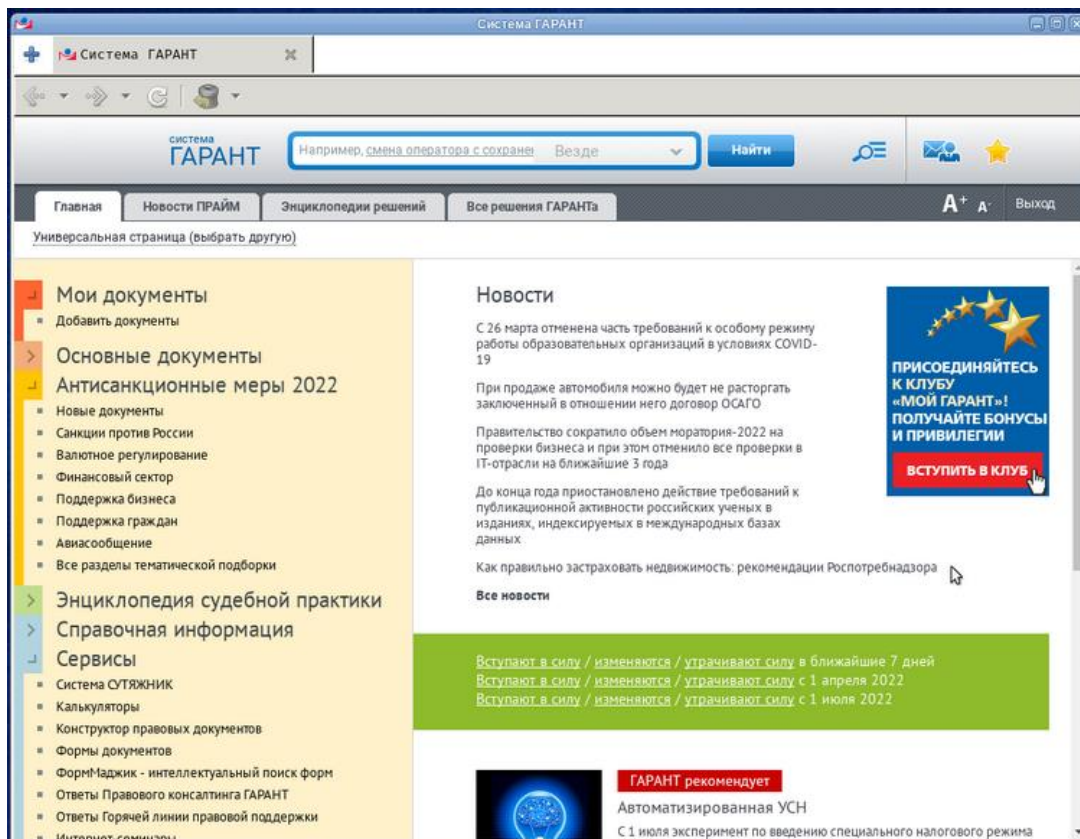 Система ГАРАНТ
Система ГАРАНТ
система
ГАРАНТ
Например, смена оператора с сохранен
Везде
Найти
Главная
Новости ПРАЙМ
Энциклопедии решений
Все решения ГАРАНТа
A+ A-
Выход
Универсальная страница (выбрать другую)
Мои документы
Добавить документы
Основные документы
Антисанкционные меры 2022
Новые документы
Санкции против России
Валютное регулирование
Финансовый сектор
Поддержка бизнеса
Поддержка граждан
Авиасообщение
Все разделы тематической подборки
Энциклопедия судебной практики
Справочная информация
Сервисы
Система СУТЯЖНИК
Калькуляторы
Конструктор правовых документов
Формы документов
ФормМаджик - интеллектуальный поиск форм
Ответы Правового консалтинга ГАРАНТ
Ответы Горячей линии правовой поддержки
Интернет-семинары
Новости
С 26 марта отменена часть требований к особому режиму
работы образовательных организаций в условиях COVID-
19
При продаже автомобиля можно будет не расторгать
заключенный в отношении него договор ОСАГО
Правительство сократило объем моратория-2022 на
проверки бизнеса и при этом отменило все проверки в
IT-отрасли на ближайшие 3 года
До конца года приостановлено действие требований к
публикационной активности российских ученых в
изданиях, индексируемых в международных базах
данных
Как правильно застраховать недвижимость: рекомендации Роспотребнадзора
Все новости
ПРИСОЕДИНЯЙТЕСЬ
К КЛУБУ
«МОЙ ГАРАНТ»!
ПОЛУЧАЙТЕ БОНУСЫ
И ПРИВИЛЕГИИ
ВСТУПИТЬ В КЛУБ
Вступают в силу / изменяются / утрачивают силу в ближайшие 7 дней
Вступают в силу / изменяются / утрачивают силу с 1 апреля 2022
Вступают в силу / изменяются / утрачивают силу с 1 июля 2022
ГАРАНТ рекомендует
Автоматизированная УСН
С 1 июля эксперимент по введению специального налогового режима